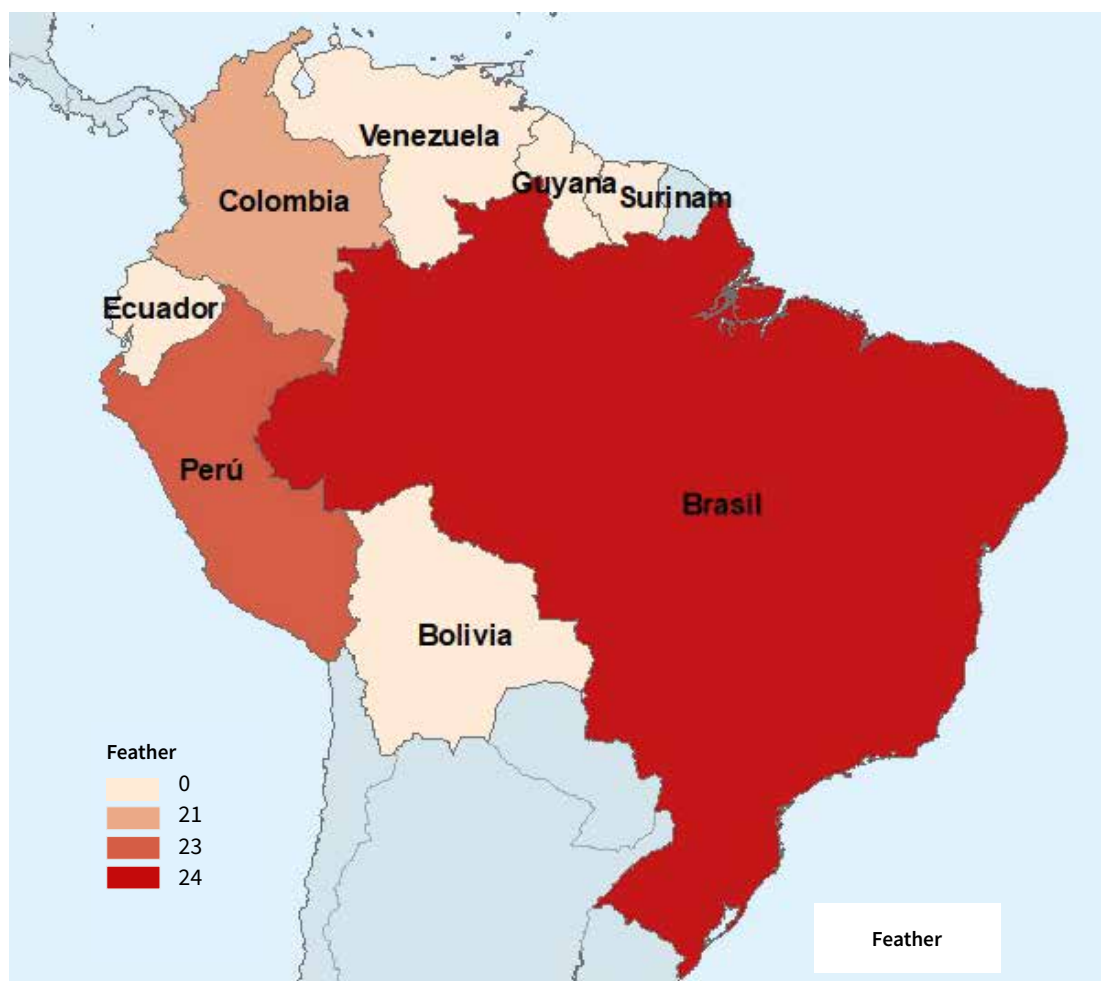 Venezuela
Guyana
Surinam
Colombia
Ecuador
Perú
Brasil
Bolivia
Feather
0
21
23
24
Feather